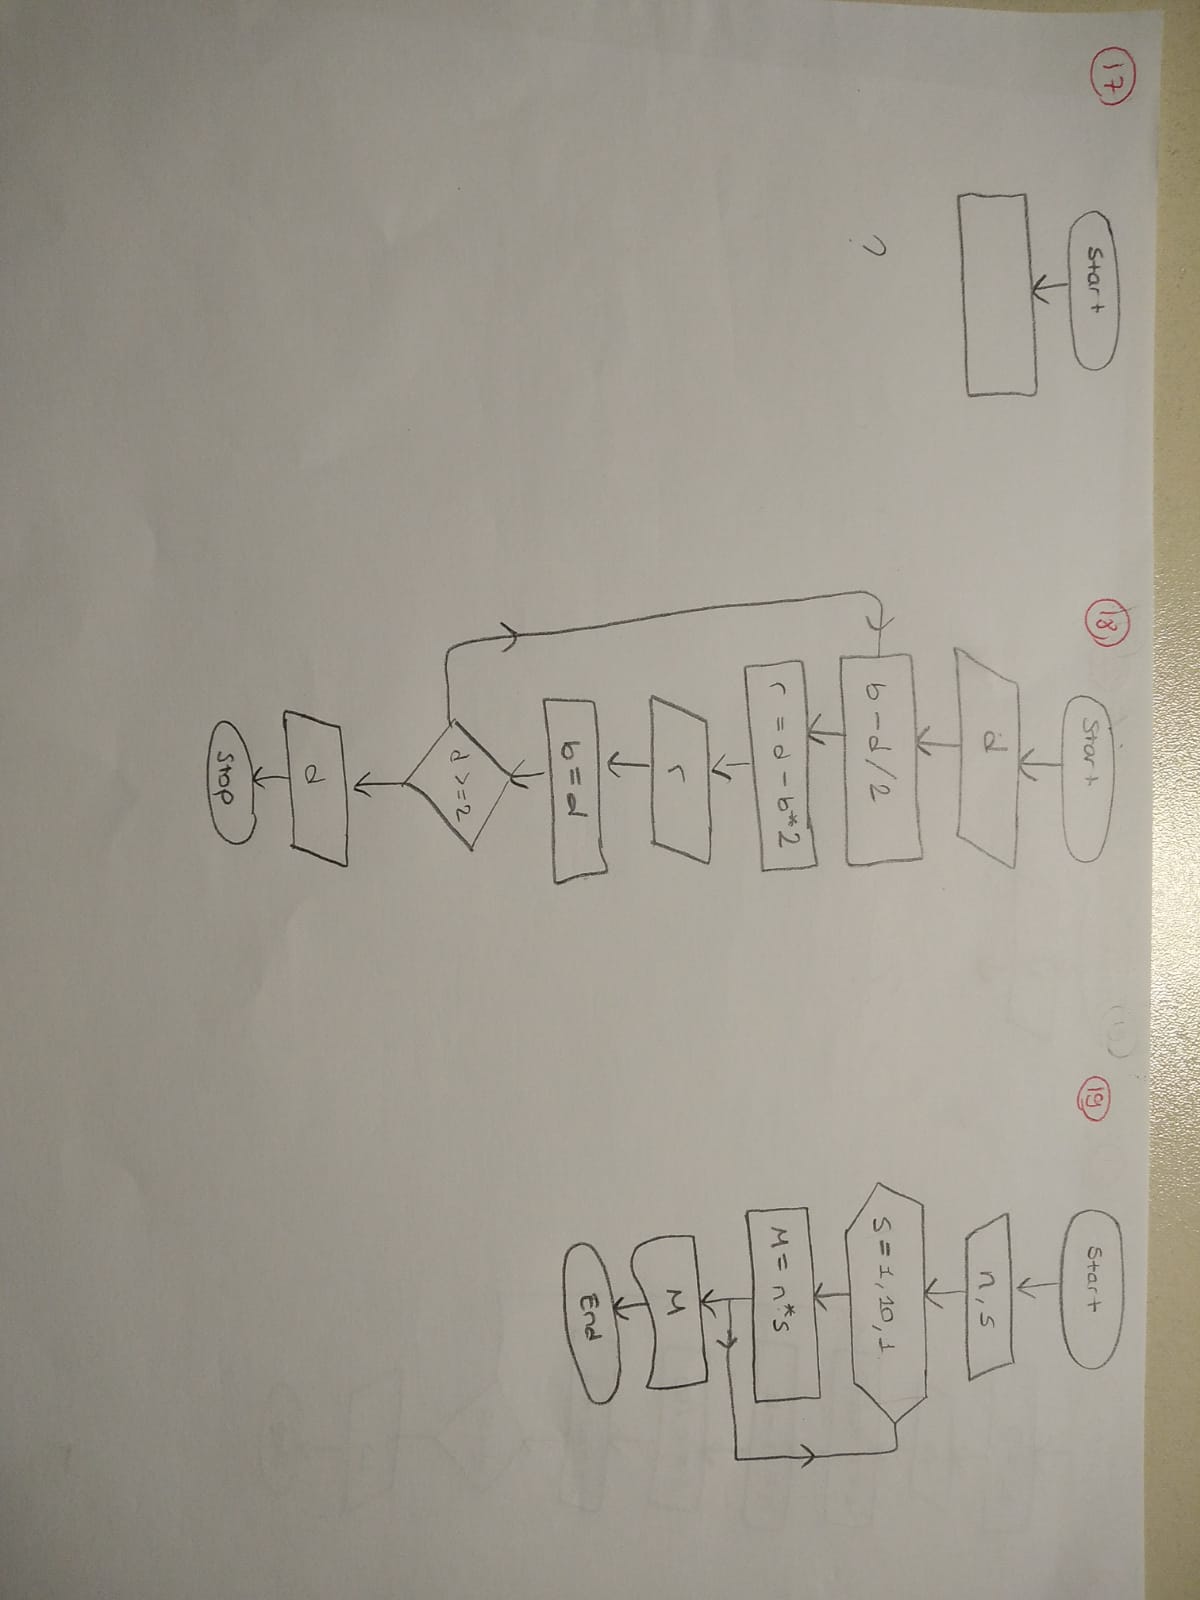 17
Start
?
18
Start
d
b-d/2
r=d-b*2
r
b=d
d>=2
d
Stop
19
Start
n,s
S=1,10,1
M=n*s
M
End